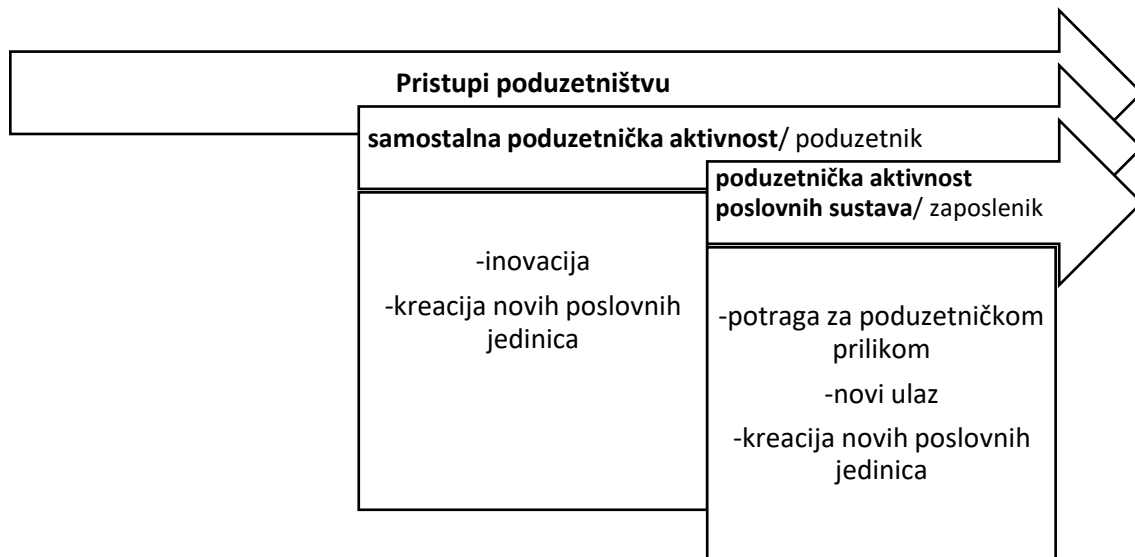 Pristupi poduzetništvu
samostalna poduzetnička aktivnost/ poduzetnik
poduzetnička aktivnost
poslovnih sustava/ zaposlenik
-inovacija
-kreacija novih poslovnih
jedinica
-potraga za poduzetničkom
prilikom
-novi ulaz
-kreacija novih poslovnih
jedinica